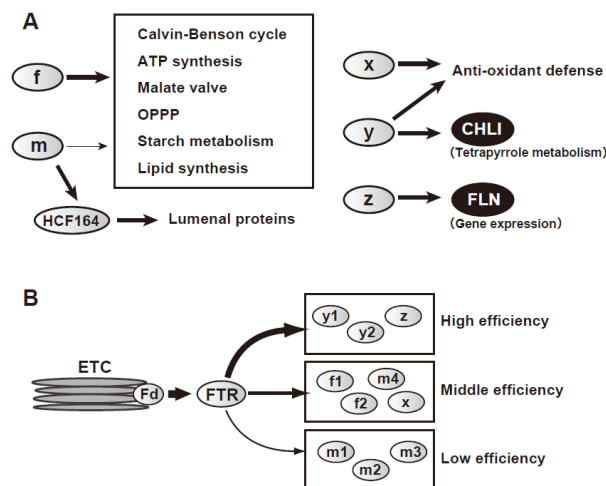 A
f
m
HCF164
Calvin-Benson cycle
ATP synthesis
Malate valve
OPPP
Starch metabolism
Lipid synthesis
Lumenal proteins
x
y
z
Anti-oxidant defense
CHLI
(Tetrapyrrole metabolism)
FLN
(Gene expression)
B
ETC
Fd
FTR
y1
y2
z
High efficiency
f1
m4
f2
x
Middle efficiency
m1
m2
m3
Low efficiency